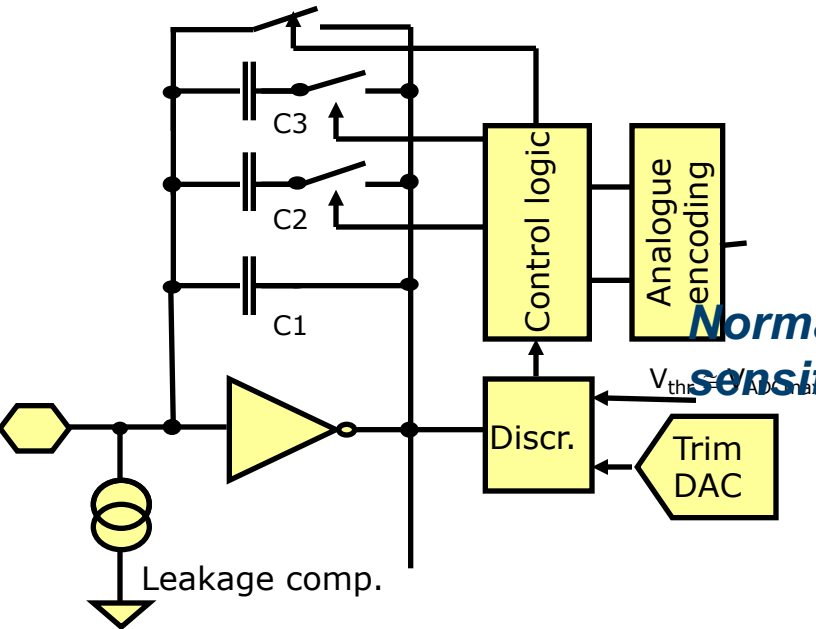 C3
C2
C1
Control logic
Analogue
encoding
Discr.
Trim
DAC
Leakage comp.